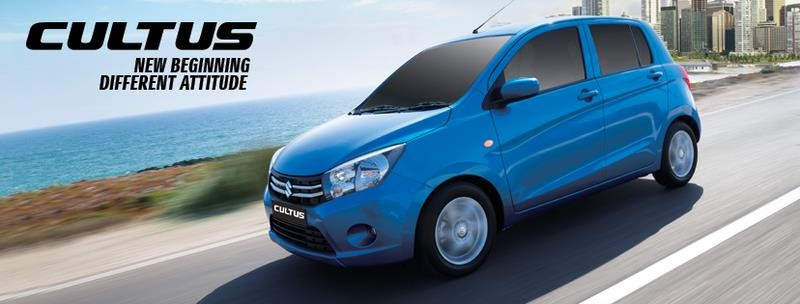 CULTUS
NEW BEGINNING
DIFFERENT ATTITUDE
CULTUS